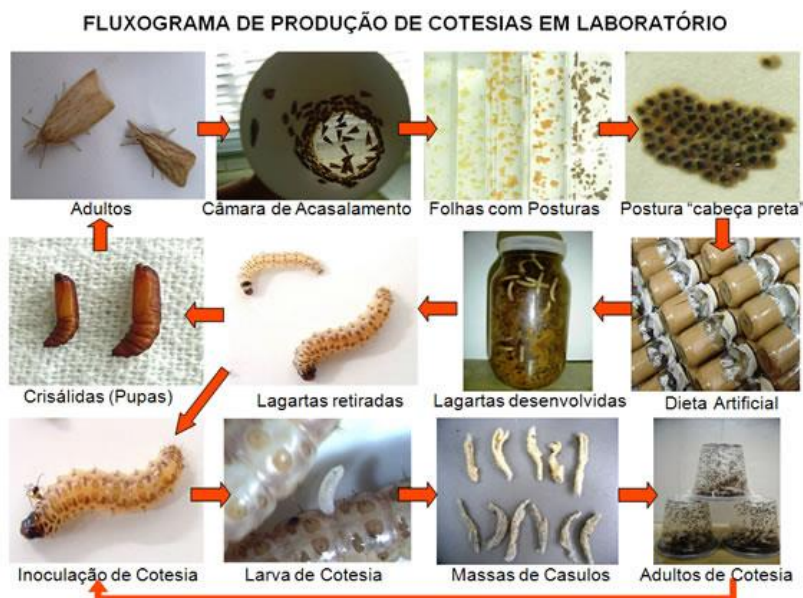 FLUXOGRAMA DE PRODUÇÃO DE COTESIAS EM LABORATÓRIO
Adultos
Câmara de Acasalamento
Folhas com Posturas
Postura "cabeça preta"
Crisálidas (Pupas)
Lagartas retiradas
Lagartas desenvolvidas
Dieta Artificial
Inoculação de Cotesia
Larva de Cotesia
Massas de Casulos
Adultos de Cotesia